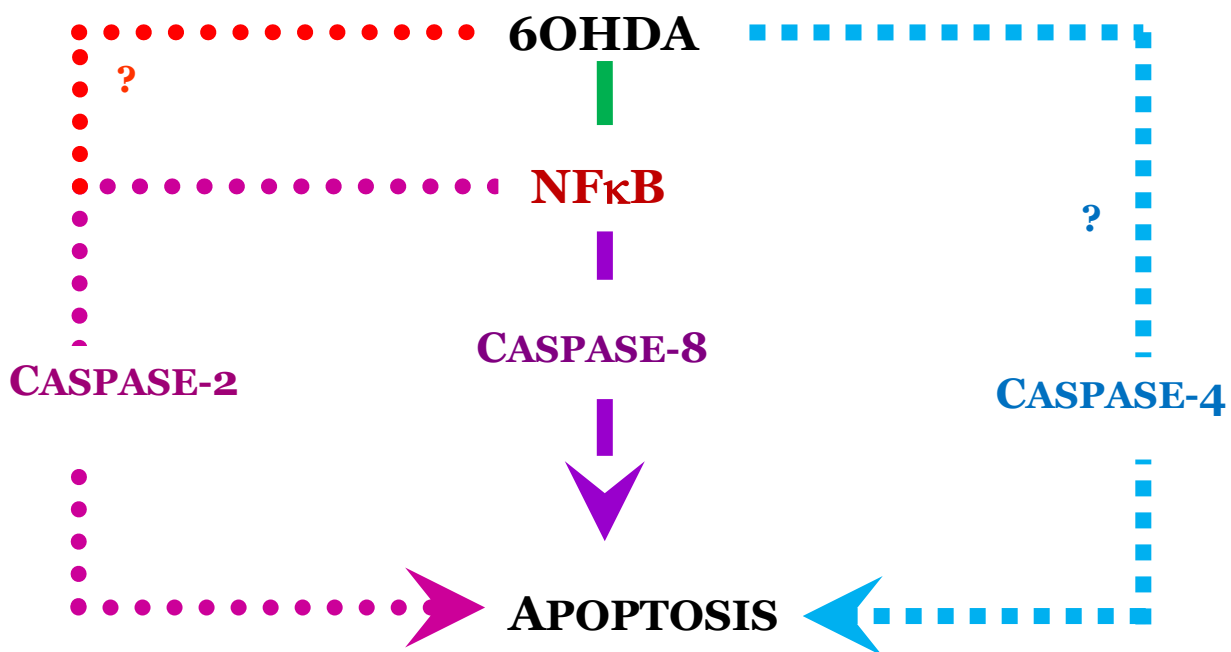 6OHDA
?
NFκB
?
CASPASE-8
CASPASE-2
CASPASE-4
APOPTOSIS